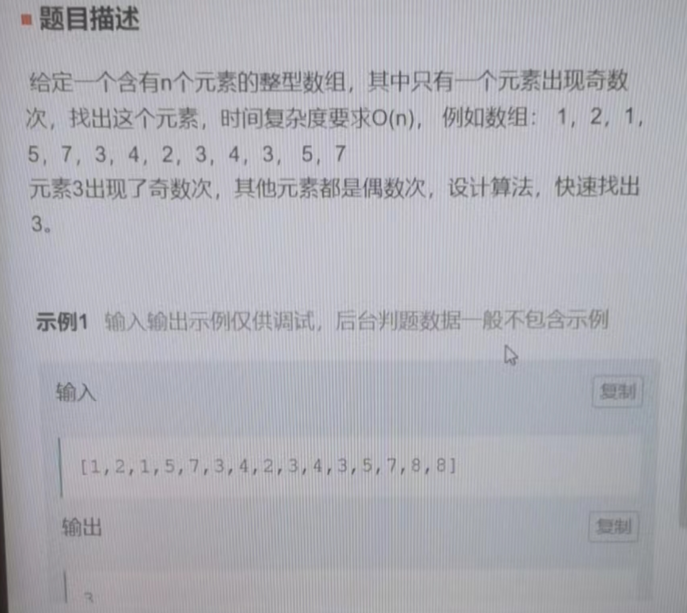 题目描述
给定一个含有n个元素的整型数组，其中只有一个元素出现奇数
次，找出这个元素，时间复杂度要求O(n)， 例如数组： 1，2，1，
5，7，3，4，2，3，4，3， 5，7
元素3出现了奇数次，其他元素都是偶数次，设计算法，快速找出
3。
示例1 输入输出示例仅供调试，后台判题数据一般不包含示例
输入 复制
[1,2,1,5,7,3,4,2,3,4,3,5,7,8,8]
输出 复制
3